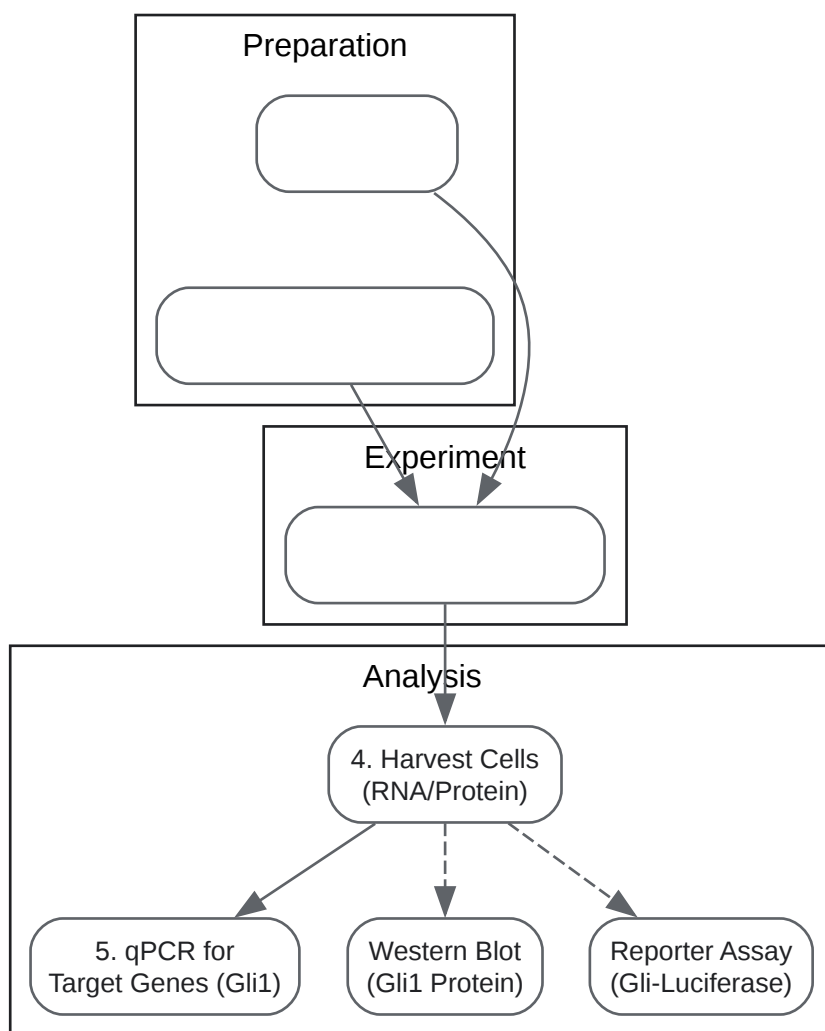 Preparation
Experiment
Analysis
4. Harvest Cells
(RNA/Protein)
5. qPCR for
Target Genes (Gli1)
Western Blot
(Gli1 Protein)
Reporter Assay
(Gli-Luciferase)